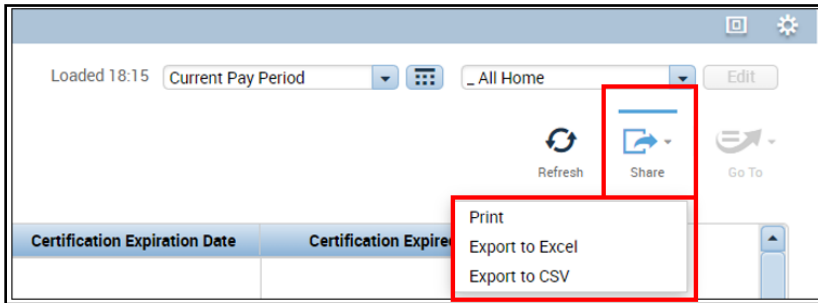 Loaded 18:15 Current Pay Period _ All Home Edit
Refresh Share Go To
Print
Certification Expiration Date Certification Expire
Export to Excel
Export to CSV